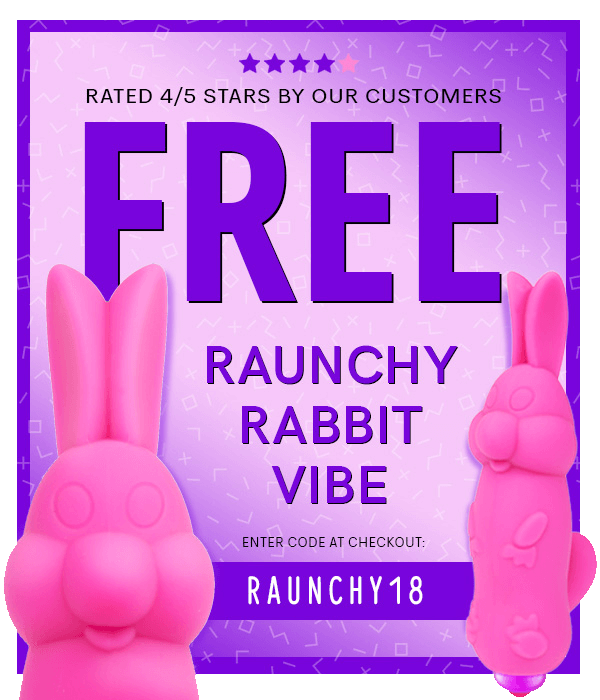 RATED 4/5 STARS BY OUR CUSTOMERS
FREE
RAUNCHY
RABBIT
VIBE
ENTER CODE AT CHECKOUT:
RAUNCHY18